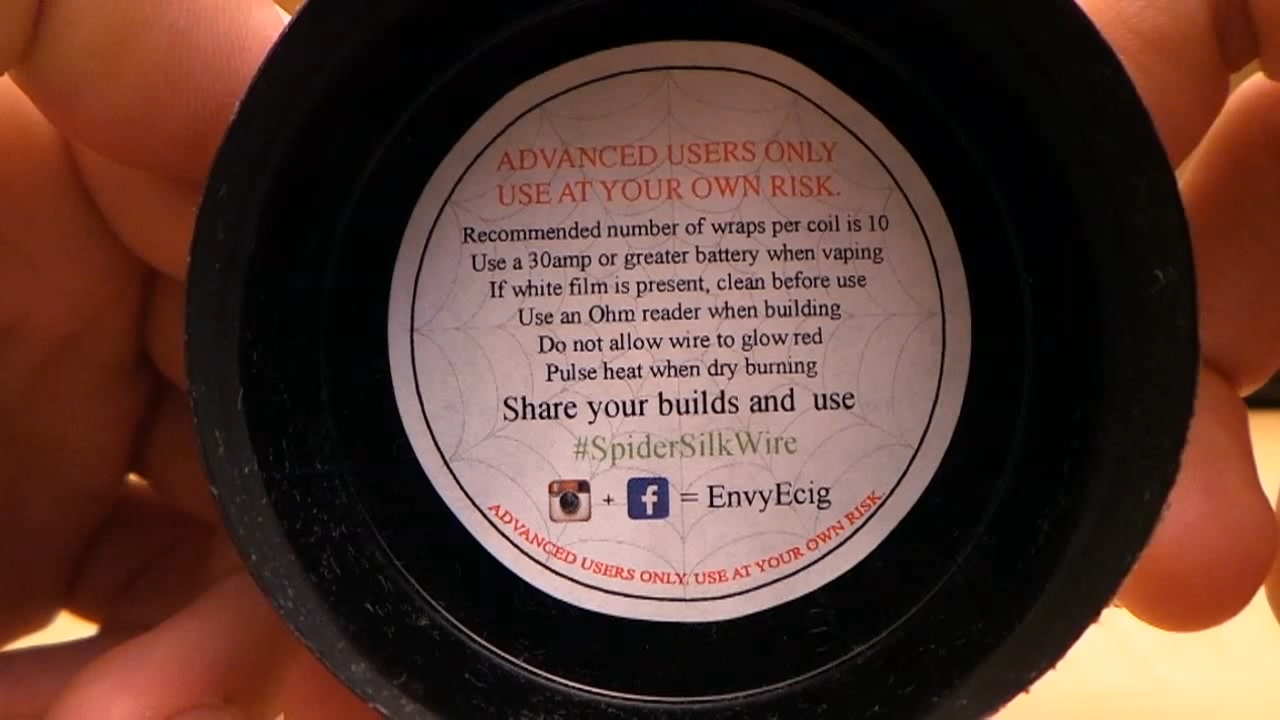 ADVANCED USERS ONLY
USE AT YOUR OWN RISK.
Recommended number of wraps per coil is 10
Use a 30amp or greater battery when vaping
If white film is present, clean before use
Use an Ohm reader when building
Do not allow wire to glow red
Pulse heat when dry burning
Share your builds and use
#SpiderSilkWire
+ f = EnvyEcig
ADVANCED USERS ONLY, USE AT YOUR OWN RISK.